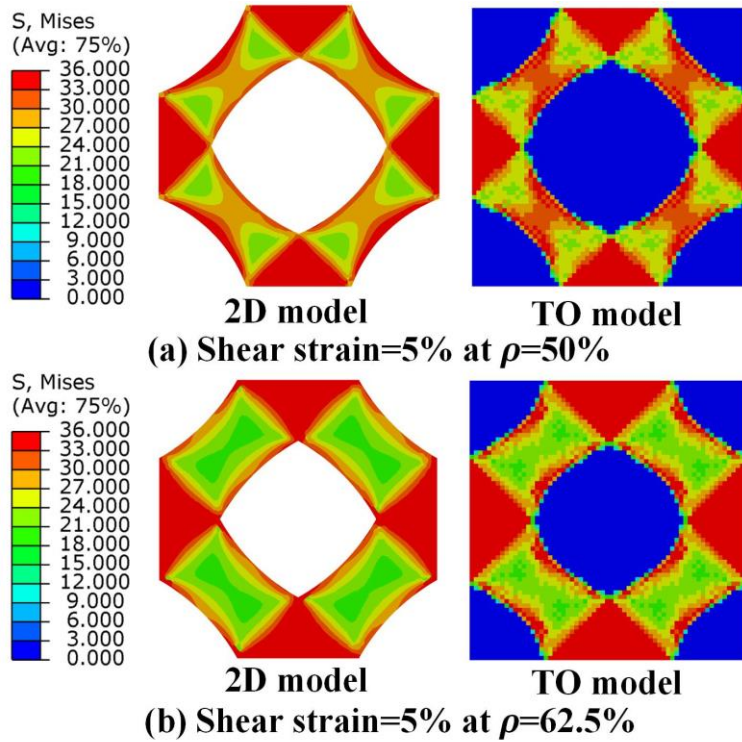 S, Mises
(Avg: 75%)
36.000
33.000
30.000
27.000
24.000
21.000
18.000
15.000
12.000
9.000
6.000
3.000
0.000
2D model
TO model
(a) Shear strain=5% at ρ=50%
S, Mises
(Avg: 75%)
36.000
33.000
30.000
27.000
24.000
21.000
18.000
15.000
12.000
9.000
6.000
3.000
0.000
2D model
TO model
(b) Shear strain=5% at ρ=62.5%